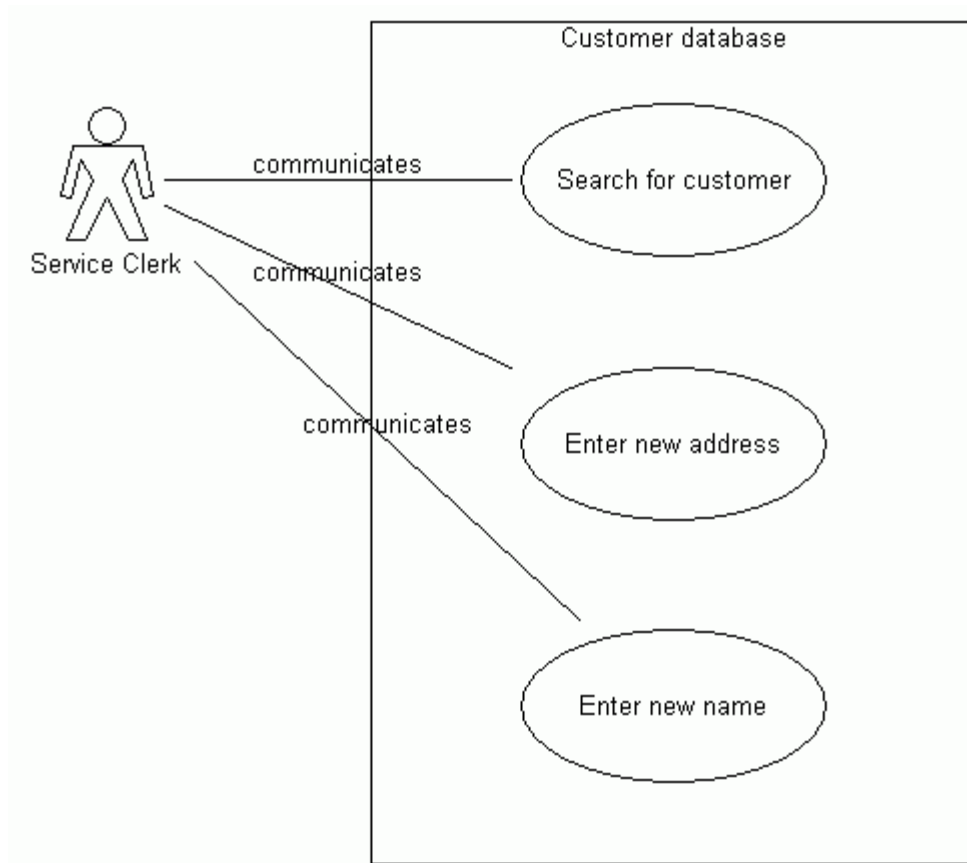 Customer database
communicates
Search for customer
Service Clerk
communicates
communicates
Enter new address
Enter new name